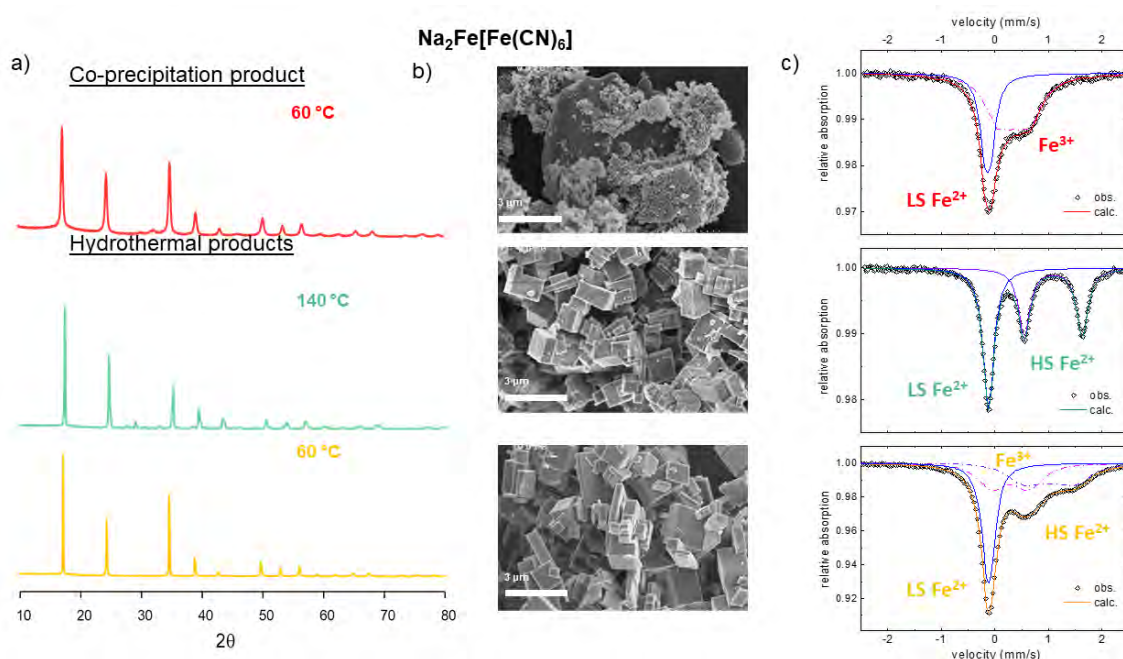 Na₂Fe[Fe(CN)₆]
a)
Co-precipitation product
60 °C
Hydrothermal products
140 °C
60 °C
10 20 30 40 50 60 70 80
2θ
b)
3 µm
3 µm
3 µm
c)
velocity (mm/s)
-2 -1 0 1 2
1.00
0.99
0.98
0.97
relative absorption
Fe³⁺
LS Fe²⁺
obs.
calc.
1.00
0.99
0.98
relative absorption
HS Fe²⁺
LS Fe²⁺
obs.
calc.
1.00
0.98
0.96
0.94
0.92
relative absorption
Fe³⁺
HS Fe²⁺
LS Fe²⁺
obs.
calc.
-2 -1 0 1 2
velocity (mm/s)